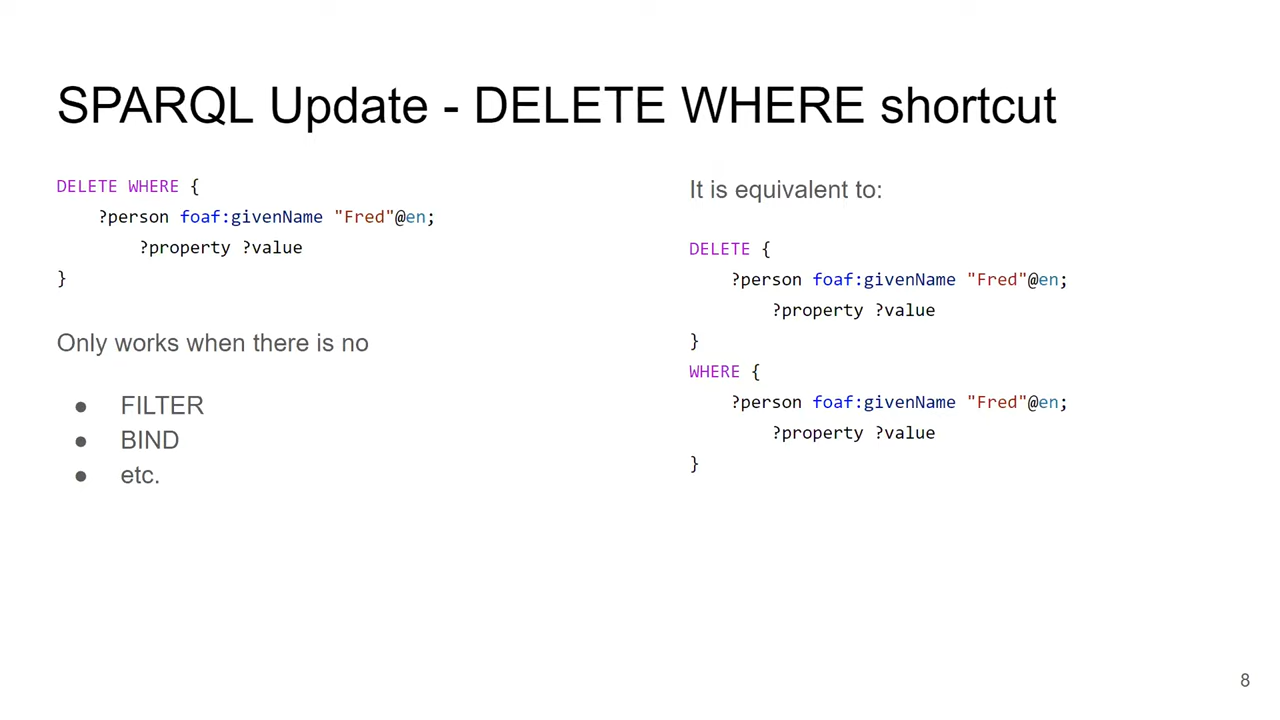 SPARQL Update - DELETE WHERE shortcut
DELETE WHERE {
?person foaf:givenName "Fred"@en;
?property ?value
}
Only works when there is no
● FILTER
● BIND
● etc.
It is equivalent to:
DELETE {
?person foaf:givenName "Fred"@en;
?property ?value
}
WHERE {
?person foaf:givenName "Fred"@en;
?property ?value
}
8